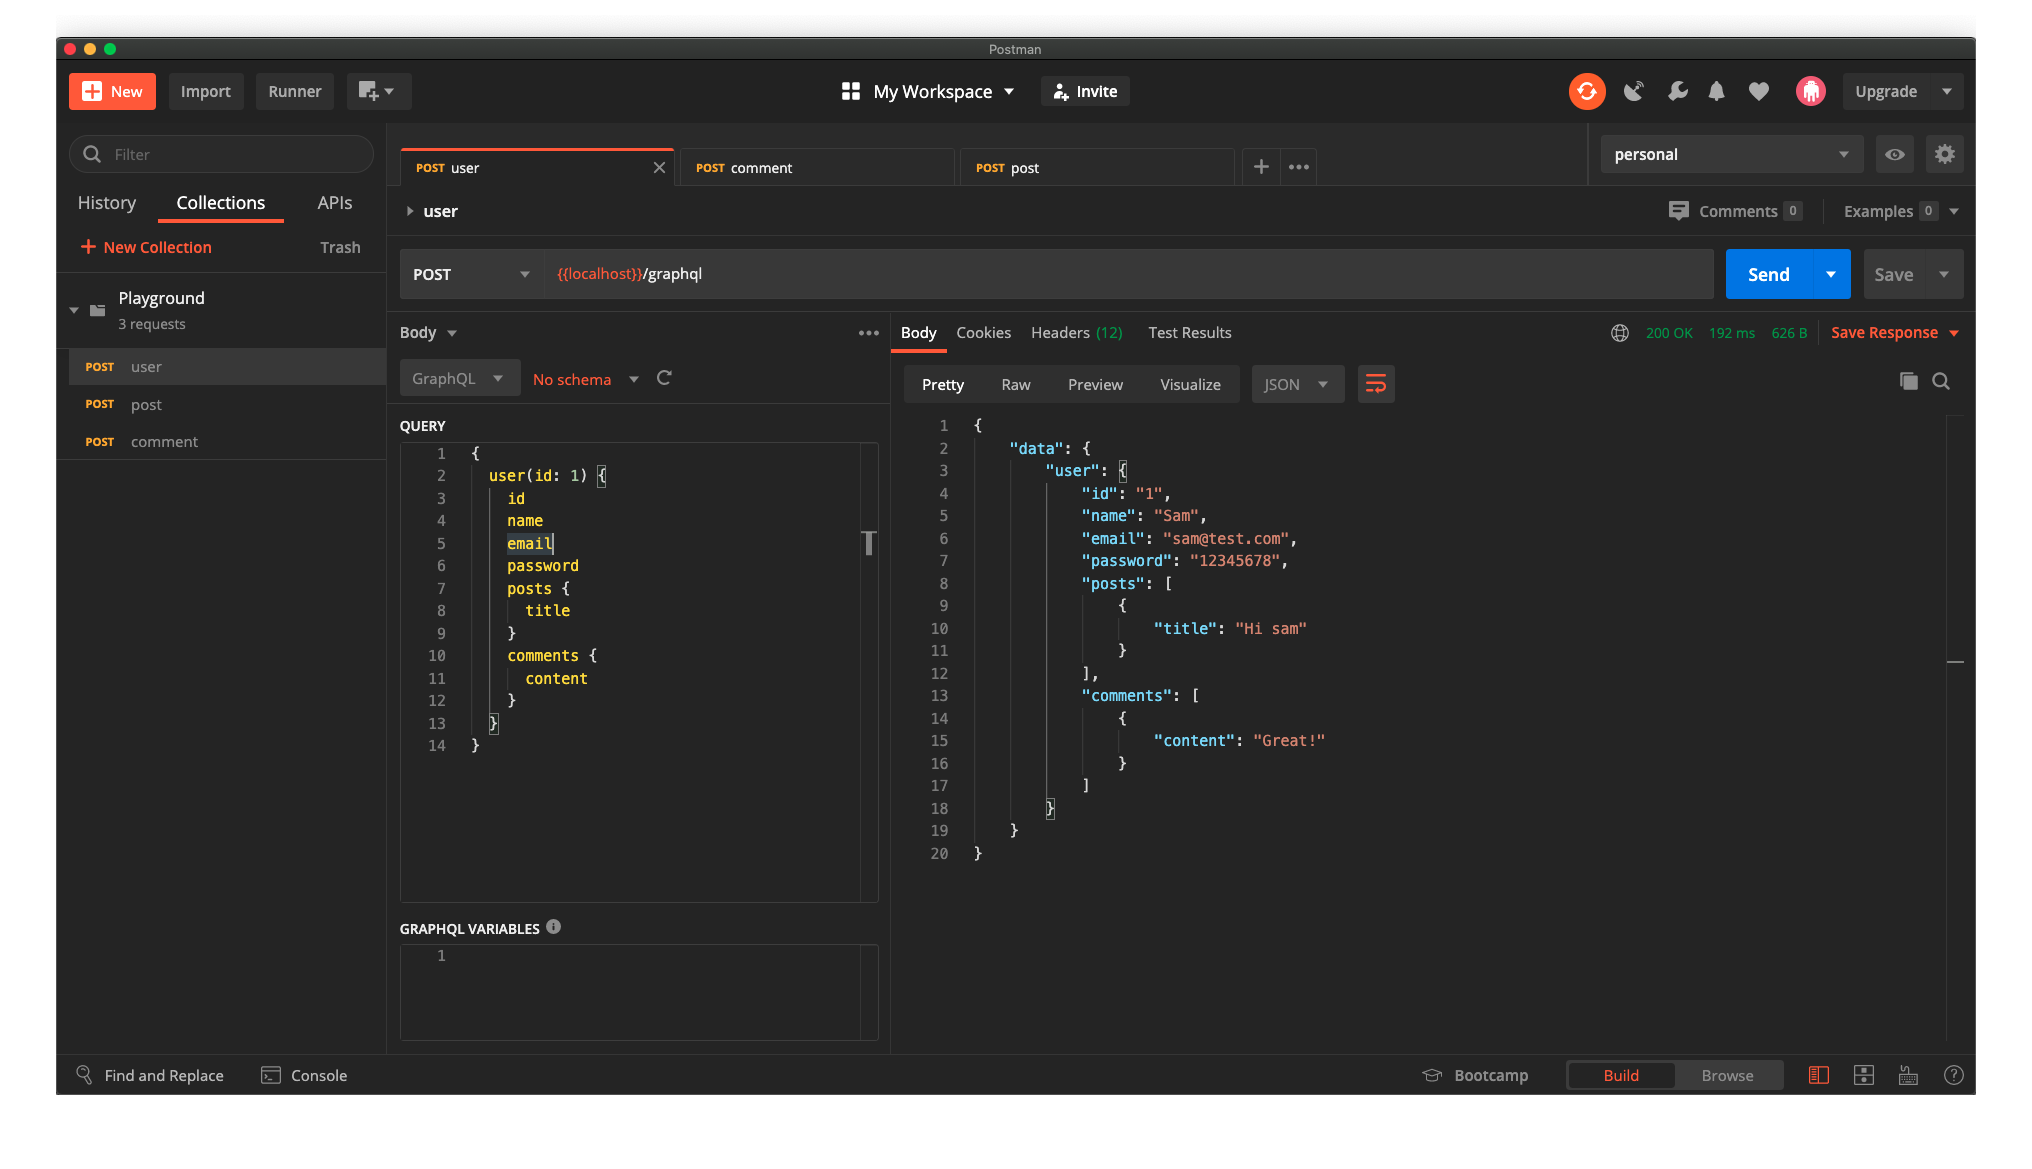 Postman
New Import Runner My Workspace Invite Upgrade
Filter
History Collections APIs
New Collection Trash
Playground
3 requests
POST user
POST post
POST comment
POST user POST comment POST post
personal
user
Comments 0 Examples 0
POST {{localhost}}/graphql Send Save
Body
GraphQL No schema
QUERY
1 {
2 user(id: 1) {
3 id
4 name
5 email
6 password
7 posts {
8 title
9 }
10 comments {
11 content
12 }
13 }
14 }
GRAPHQL VARIABLES
1
Body Cookies Headers (12) Test Results
200 OK 192 ms 626 B Save Response
Pretty Raw Preview Visualize JSON
1 {
2 "data": {
3 "user": {
4 "id": "1",
5 "name": "Sam",
6 "email": "sam@test.com",
7 "password": "12345678",
8 "posts": [
9 {
10 "title": "Hi sam"
11 }
12 ],
13 "comments": [
14 {
15 "content": "Great!"
16 }
17 ]
18 }
19 }
20 }
Find and Replace Console Bootcamp Build Browse